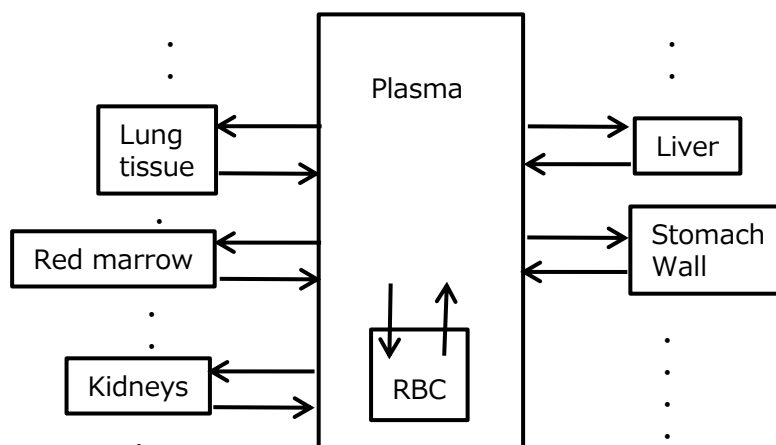 Plasma
Lung
tissue
Liver
Red marrow
Stomach
Wall
Kidneys
RBC